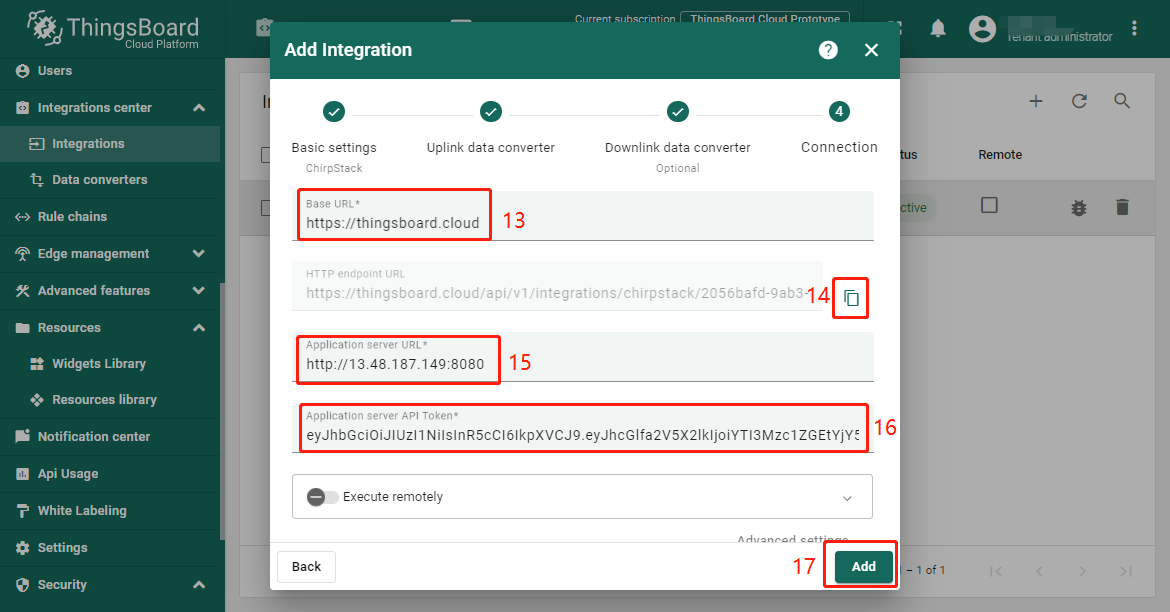 ThingsBoard
Cloud Platform
Current subscription
ThingsBoard Cloud Prototype
Tenant administrator
Users
Integrations center
Integrations
Data converters
Rule chains
Edge management
Advanced features
Resources
Widgets Library
Resources library
Notification center
Api Usage
White Labeling
Settings
Security
Add Integration
?
4
Basic settings
ChirpStack
Uplink data converter
Downlink data converter
Optional
Connection
Base URL*
https://thingsboard.cloud
13
HTTP endpoint URL
https://thingsboard.cloud/api/v1/integrations/chirpstack/2056bafd-9ab3-
14
Application server URL*
http://13.48.187.149:8080
15
Application server API Token*
eyJhbGciOiJIUzI1NiIsInR5cCI6IkpXVCJ9.eyJhcGlfa2V5X2lkIjoiYTI3Mzc1ZGEtYjY5
16
Execute remotely
Advanced settings
Back
17
Add
Remote
– 1 of 1